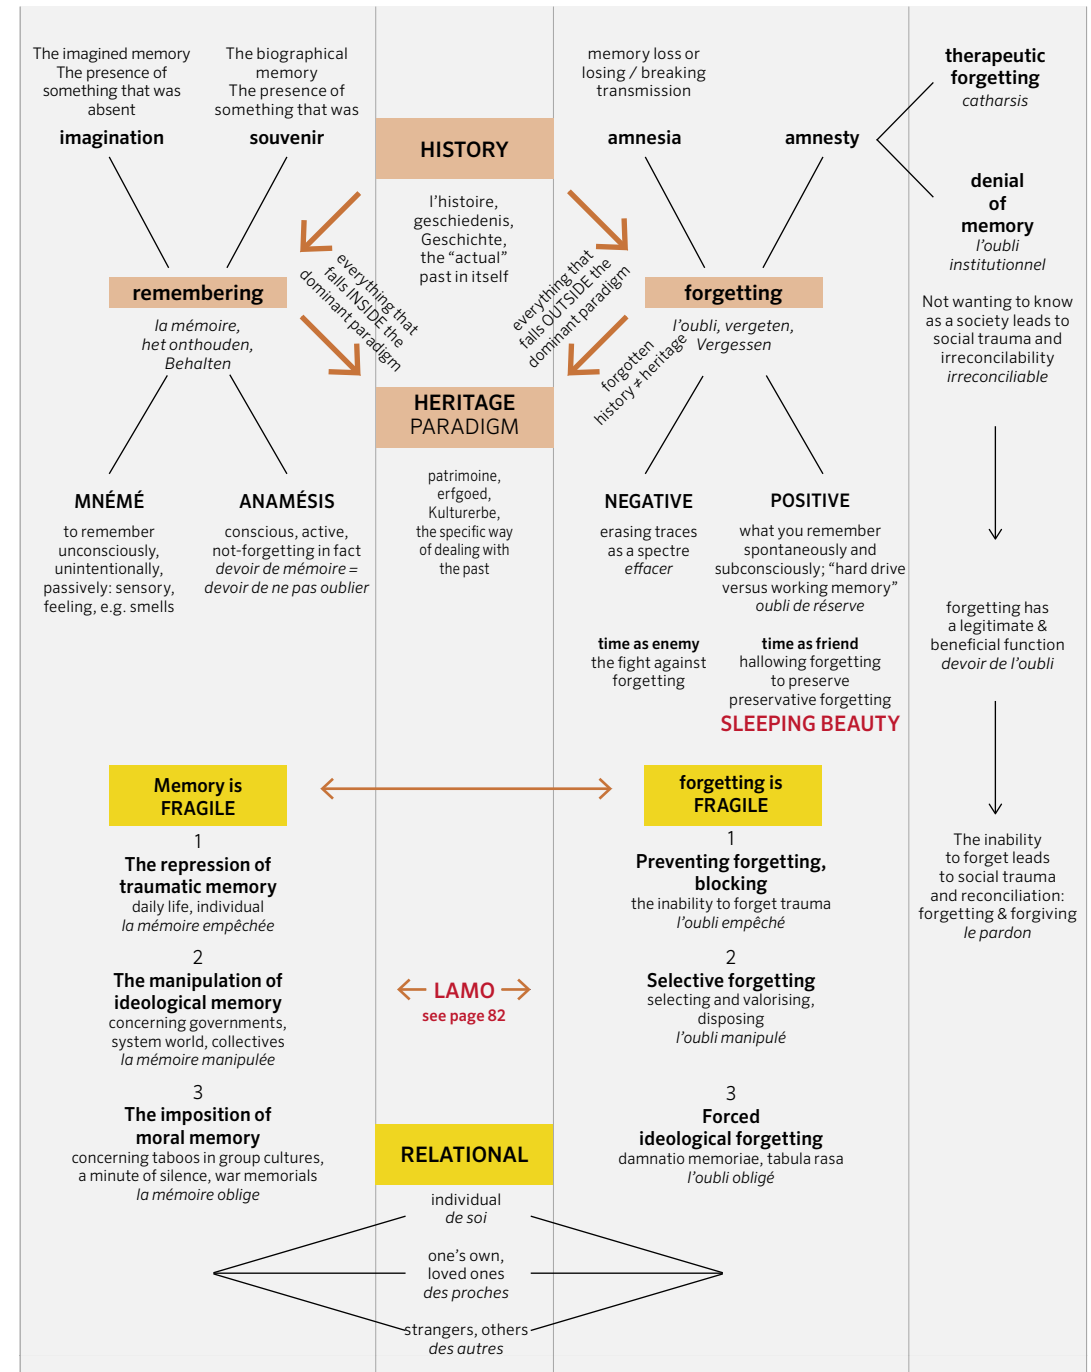 The imagined memory
The presence of
something that was
absent
imagination
The biographical
memory
The presence of
something that was
souvenir
remembering
la mémoire,
het onthouden,
Behalten
MNÉMÉ
to remember
unconsciously,
unintentionally,
passively: sensory,
feeling, e.g. smells
ANAMÉSIS
conscious, active,
not-forgetting in fact
devoir de mémoire =
devoir de ne pas oublier
HISTORY
l'histoire,
geschiedenis,
Geschichte,
the “actual”
past in itself
everything that
falls INSIDE the
dominant paradigm
everything that
falls OUTSIDE the
dominant paradigm
forgotten
history ≠ heritage
HERITAGE
PARADIGM
patrimoine,
erfgoed,
Kulturerbe,
the specific way
of dealing with
the past
memory loss or
losing / breaking
transmission
amnesia
amnesty
forgetting
l'oubli, vergeten,
Vergessen
NEGATIVE
erasing traces
as a spectre
effacer
time as enemy
the fight against
forgetting
POSITIVE
what you remember
spontaneously and
subconsciously; “hard drive
versus working memory”
oubli de réserve
time as friend
hallowing forgetting
to preserve
preservative forgetting
SLEEPING BEAUTY
therapeutic
forgetting
catharsis
denial
of
memory
l'oubli
institutionnel
Not wanting to know
as a society leads to
social trauma and
irreconcilability
irreconciliable
forgetting has
a legitimate &
beneficial function
devoir de l'oubli
The inability
to forget leads
to social trauma
and reconciliation:
forgetting & forgiving
le pardon
Memory is
FRAGILE
1
The repression of
traumatic memory
daily life, individual
la mémoire empêchée
2
The manipulation of
ideological memory
concerning governments,
system world, collectives
la mémoire manipulée
3
The imposition of
moral memory
concerning taboos in group cultures,
a minute of silence, war memorials
la mémoire oblige
LAMO
see page 82
forgetting is
FRAGILE
1
Preventing forgetting,
blocking
the inability to forget trauma
l'oubli empêché
2
Selective forgetting
selecting and valorising,
disposing
l'oubli manipulé
3
Forced
ideological forgetting
damnatio memoriae, tabula rasa
l'oubli obligé
RELATIONAL
individual
de soi
one's own,
loved ones
des proches
strangers, others
des autres